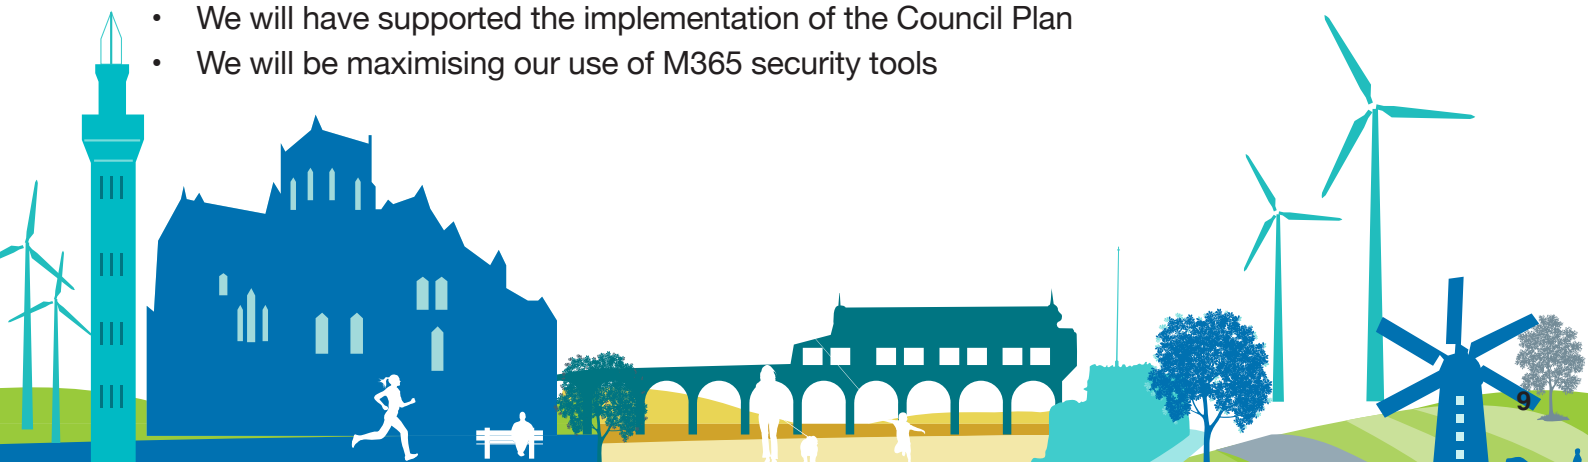 • We will have supported the implementation of the Council Plan
• We will be maximising our use of M365 security tools
9